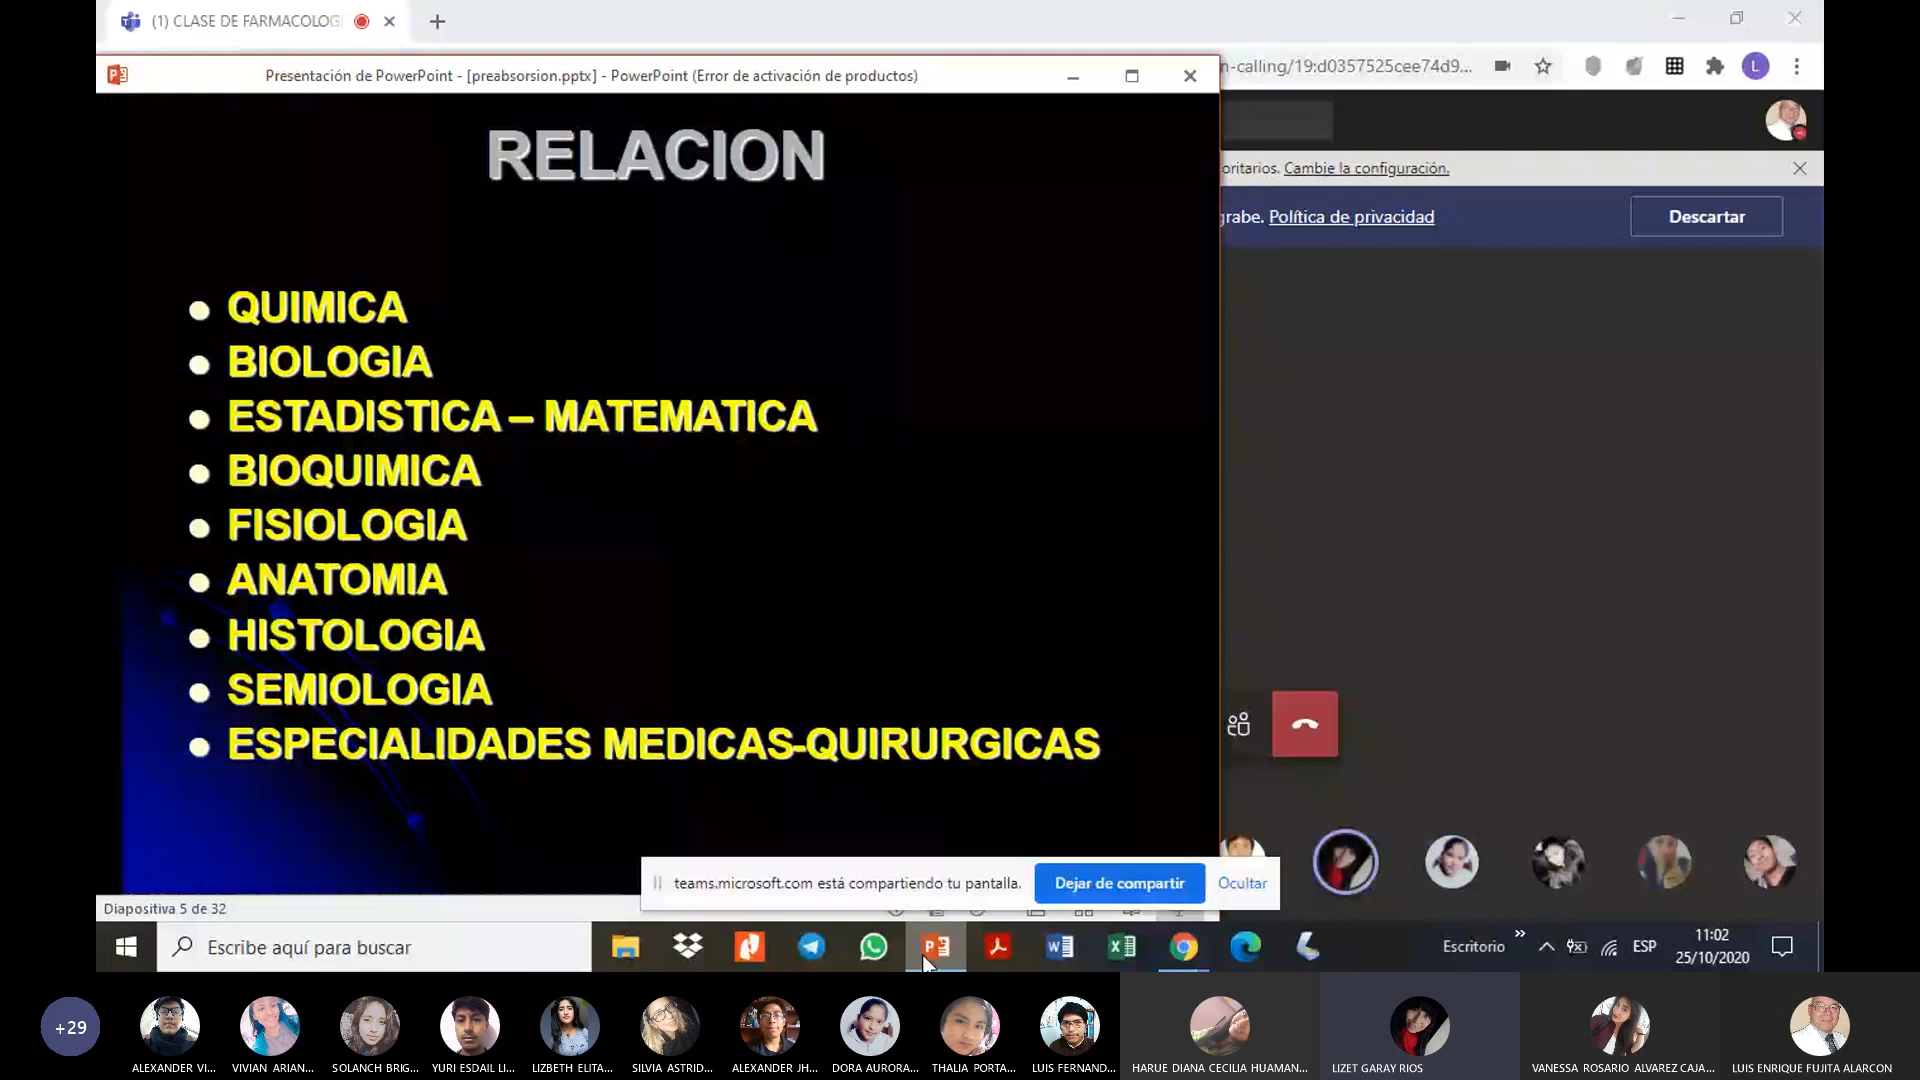 (1) CLASE DE FARMACOLOGI
Presentación de PowerPoint - [preabsorsion.pptx] - PowerPoint (Error de activación de productos)
n-calling/19:d0357525cee74d9...
L
RELACION
oritarios. Cambie la configuración.
grabe. Política de privacidad
Descartar
QUIMICA
BIOLOGIA
ESTADISTICA – MATEMATICA
BIOQUIMICA
FISIOLOGIA
ANATOMIA
HISTOLOGIA
SEMIOLOGIA
ESPECIALIDADES MEDICAS-QUIRURGICAS
teams.microsoft.com está compartiendo tu pantalla.
Dejar de compartir
Ocultar
Diapositiva 5 de 32
Escribe aquí para buscar
Escritorio
ESP
11:02
25/10/2020
+29
ALEXANDER VI...
VIVIAN ARIAN...
SOLANCH BRIG...
YURI ESDAIL LI...
LIZBETH ELITA...
SILVIA ASTRID...
ALEXANDER JH...
DORA AURORA...
THALIA PORTA...
LUIS FERNAND...
HARUE DIANA CECILIA HUAMAN...
LIZET GARAY RIOS
VANESSA ROSARIO ALVAREZ CAJA...
LUIS ENRIQUE FUJITA ALARCON